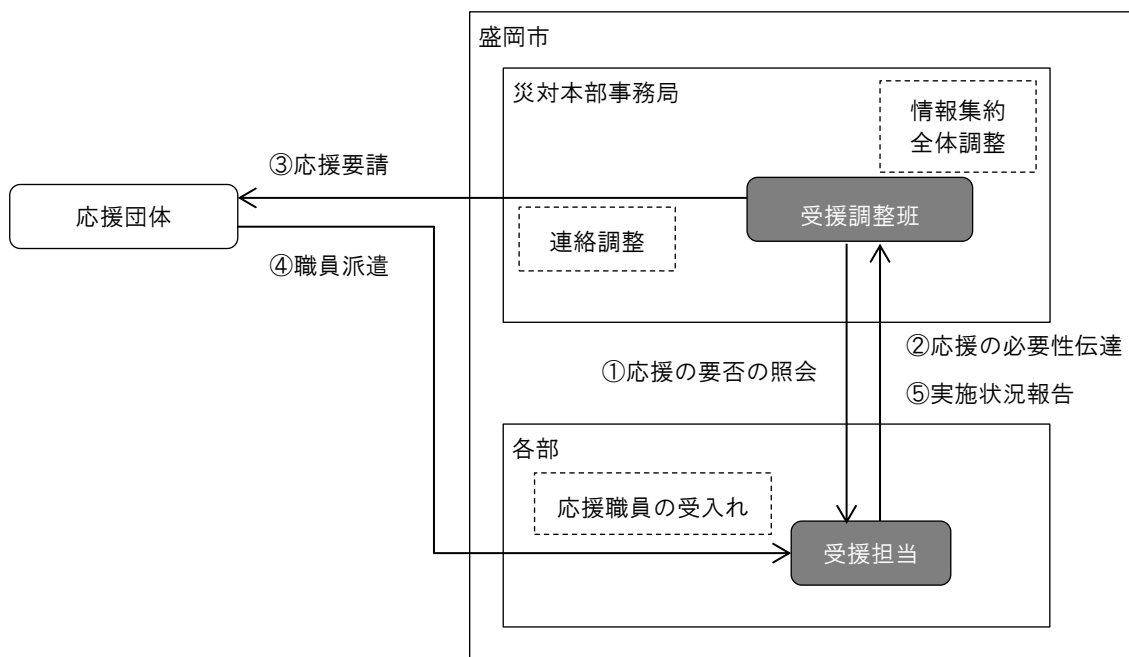 盛岡市
災対本部事務局
情報集約
全体調整
③応援要請
応援団体
受援調整班
連絡調整
④職員派遣
②応援の必要性伝達
①応援の要否の照会
⑤実施状況報告
各部
応援職員の受入れ
受援担当